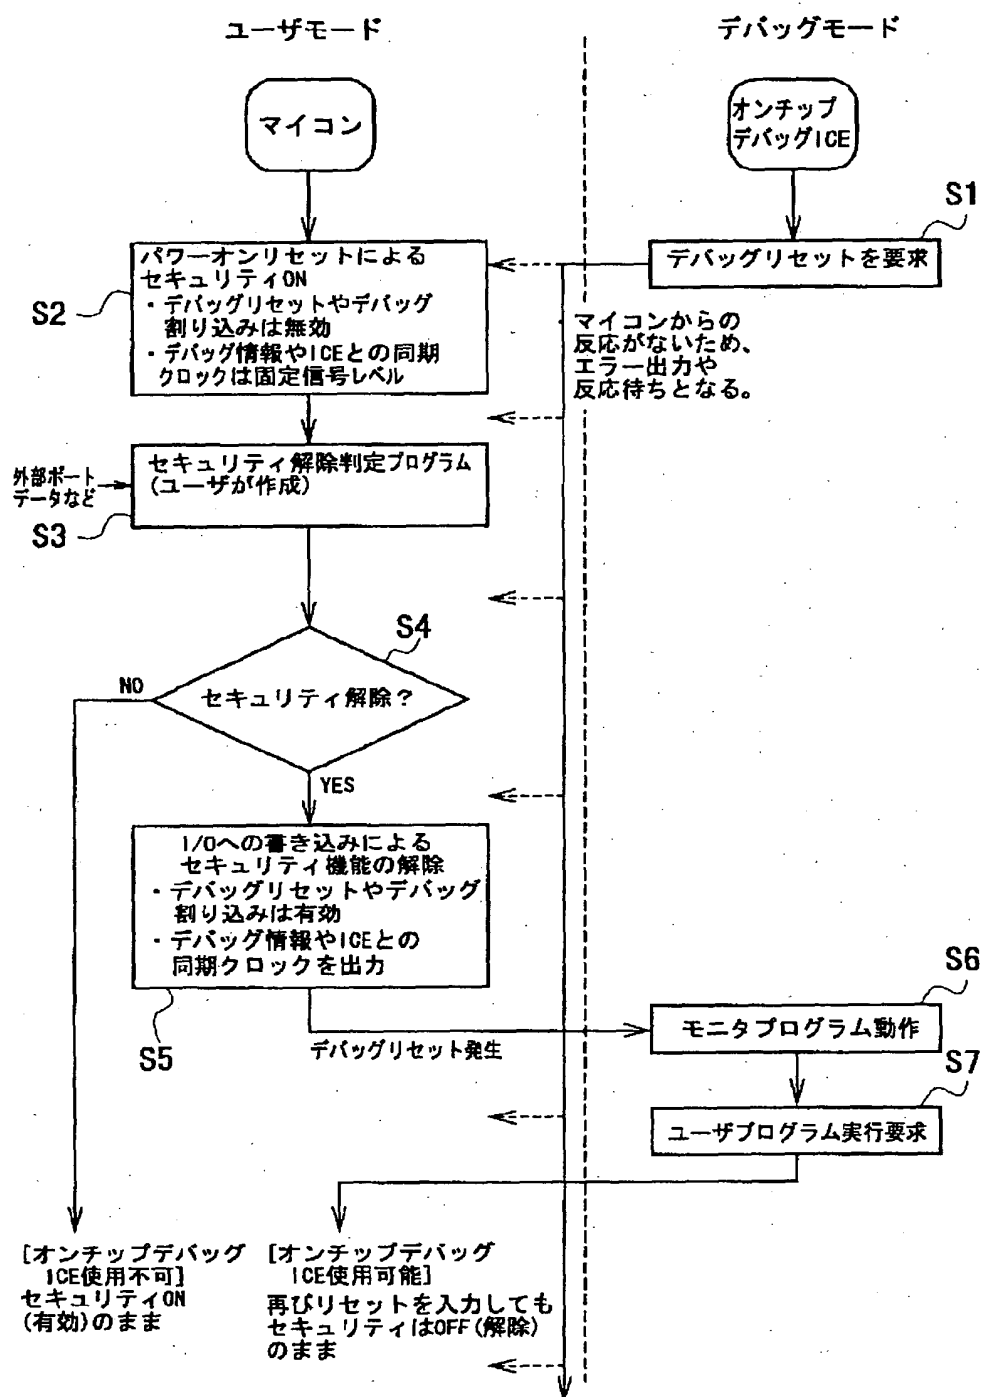 ユーザモード
デバッグモード
マイコン
オンチップ
デバッグICE
S1
デバッグリセットを要求
パワーオンリセットによる
セキュリティON
・デバッグリセットやデバッグ
割り込みは無効
・デバッグ情報やICEとの同期
クロックは固定信号レベル
S2
マイコンからの
反応がないため、
エラー出力や
反応待ちとなる。
外部ポート
データなど
セキュリティ解除判定プログラム
(ユーザが作成)
S3
S4
NO
セキュリティ解除？
YES
I/Oへの書き込みによる
セキュリティ機能の解除
・デバッグリセットやデバッグ
割り込みは有効
・デバッグ情報やICEとの
同期クロックを出力
S5
デバッグリセット発生
S6
モニタプログラム動作
S7
ユーザプログラム実行要求
[オンチップデバッグ
ICE使用不可]
セキュリティON
(有効)のまま
[オンチップデバッグ
ICE使用可能]
再びリセットを入力しても
セキュリティはOFF(解除)
のまま